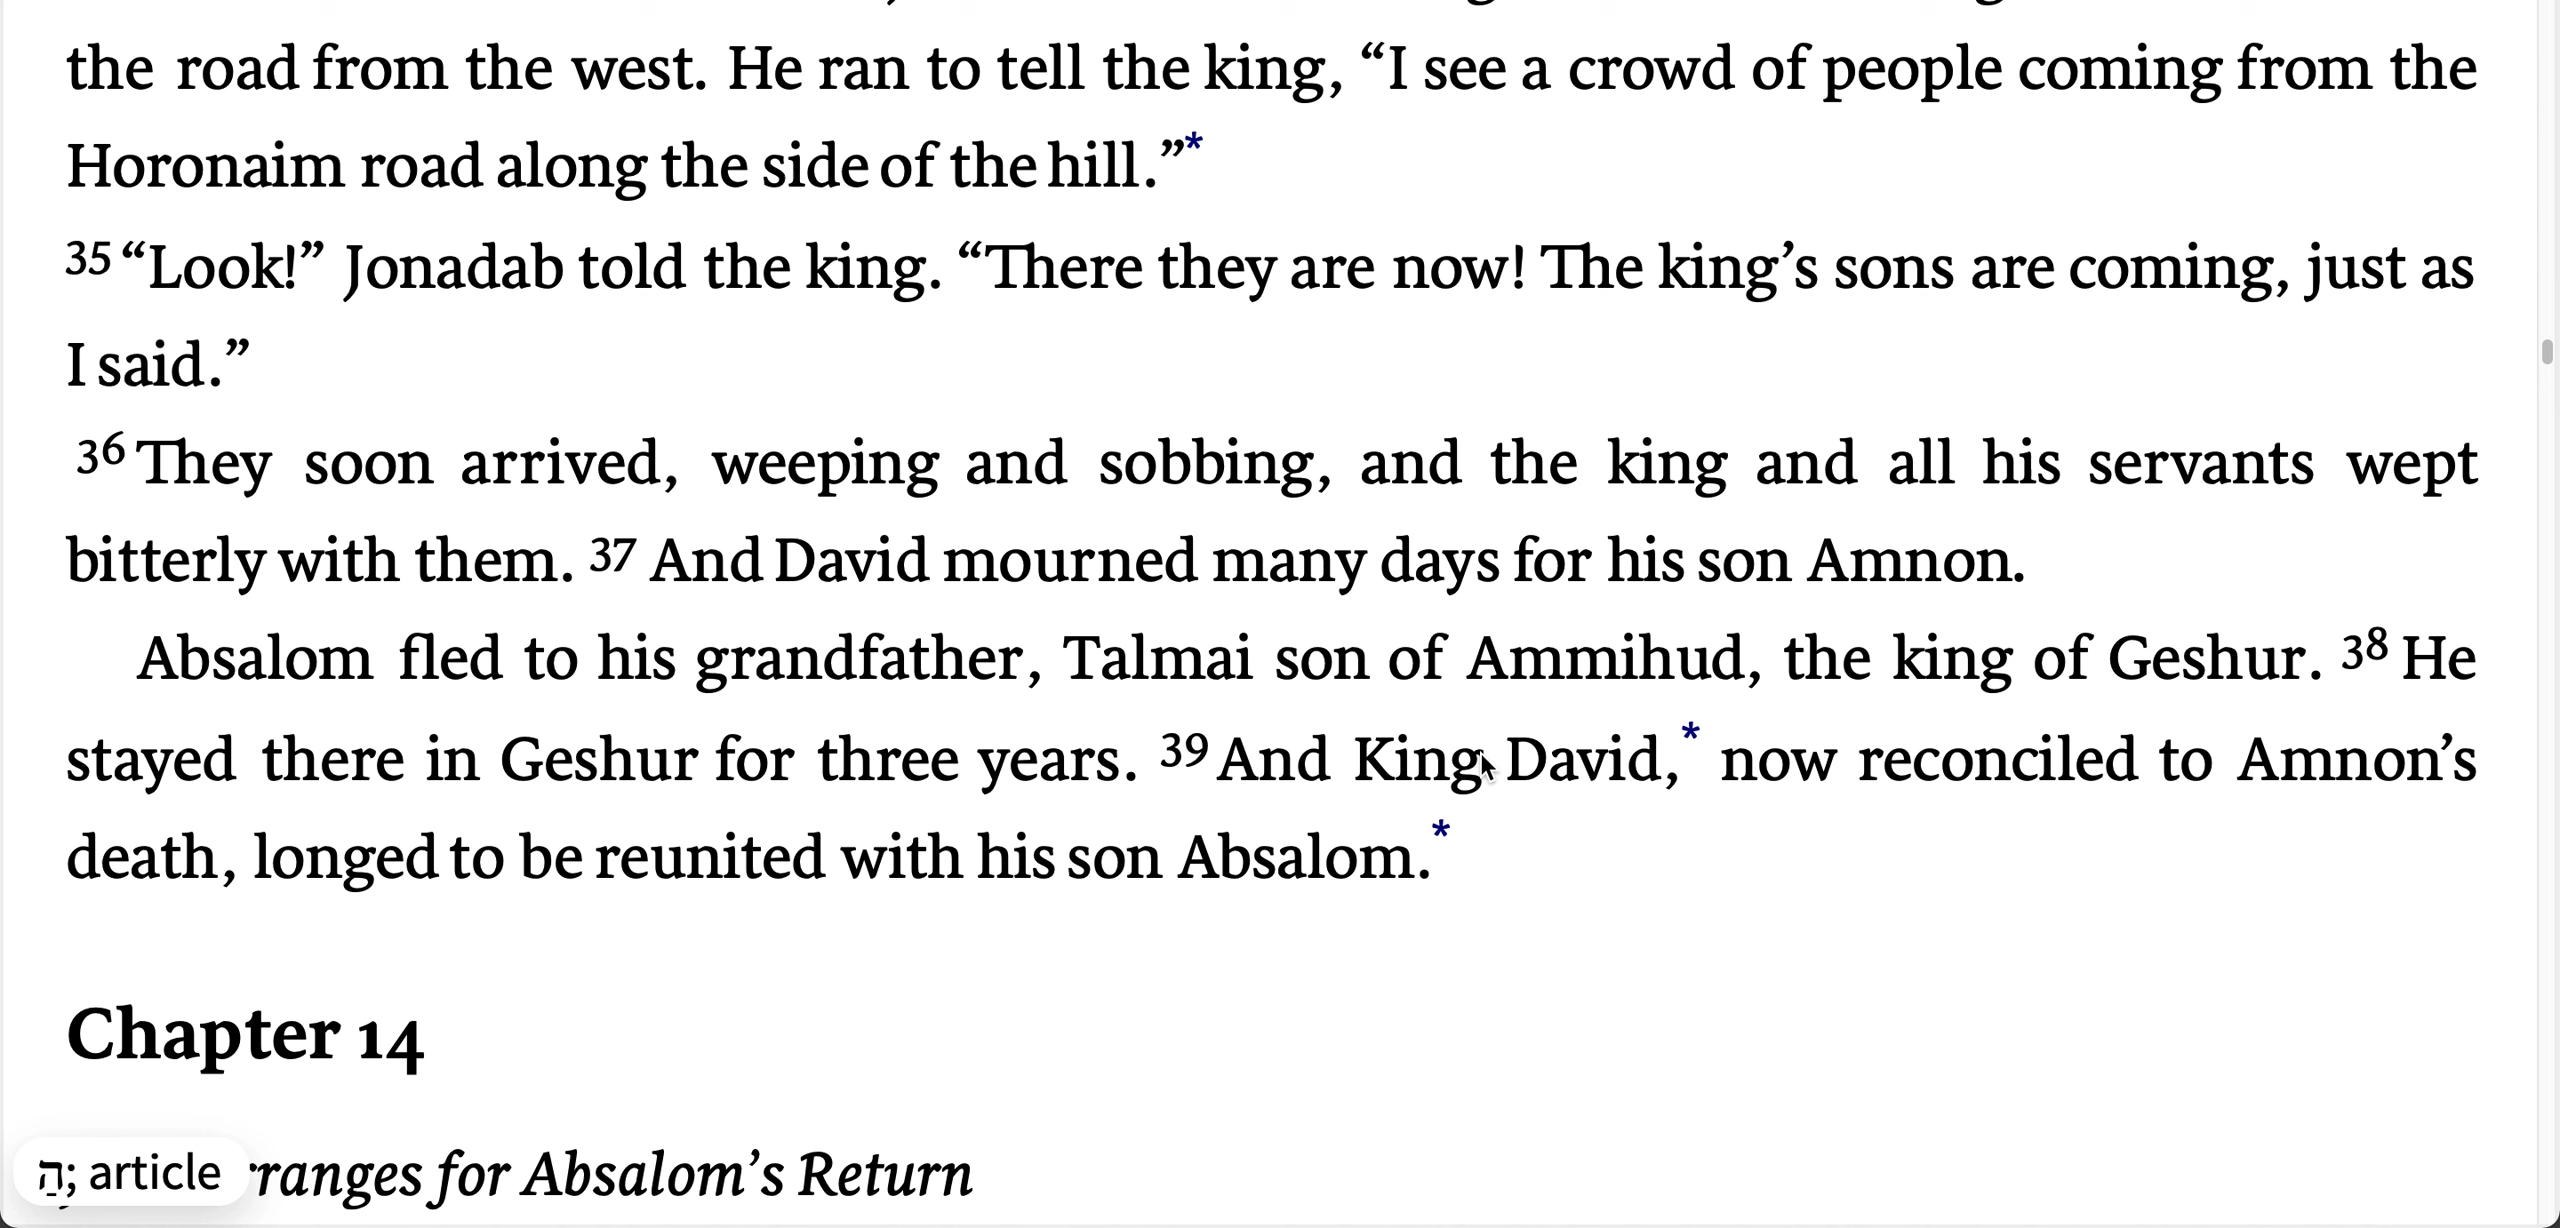 the road from the west. He ran to tell the king, “I see a crowd of people coming from the
Horonaim road along the side of the hill.”*
35 “Look!” Jonadab told the king. “There they are now! The king’s sons are coming, just as
I said.”
36 They soon arrived, weeping and sobbing, and the king and all his servants wept
bitterly with them. 37 And David mourned many days for his son Amnon.
Absalom fled to his grandfather, Talmai son of Ammihud, the king of Geshur. 38 He
stayed there in Geshur for three years. 39 And King David,* now reconciled to Amnon’s
death, longed to be reunited with his son Absalom.*
Chapter 14
הַ; article rranges for Absalom’s Return